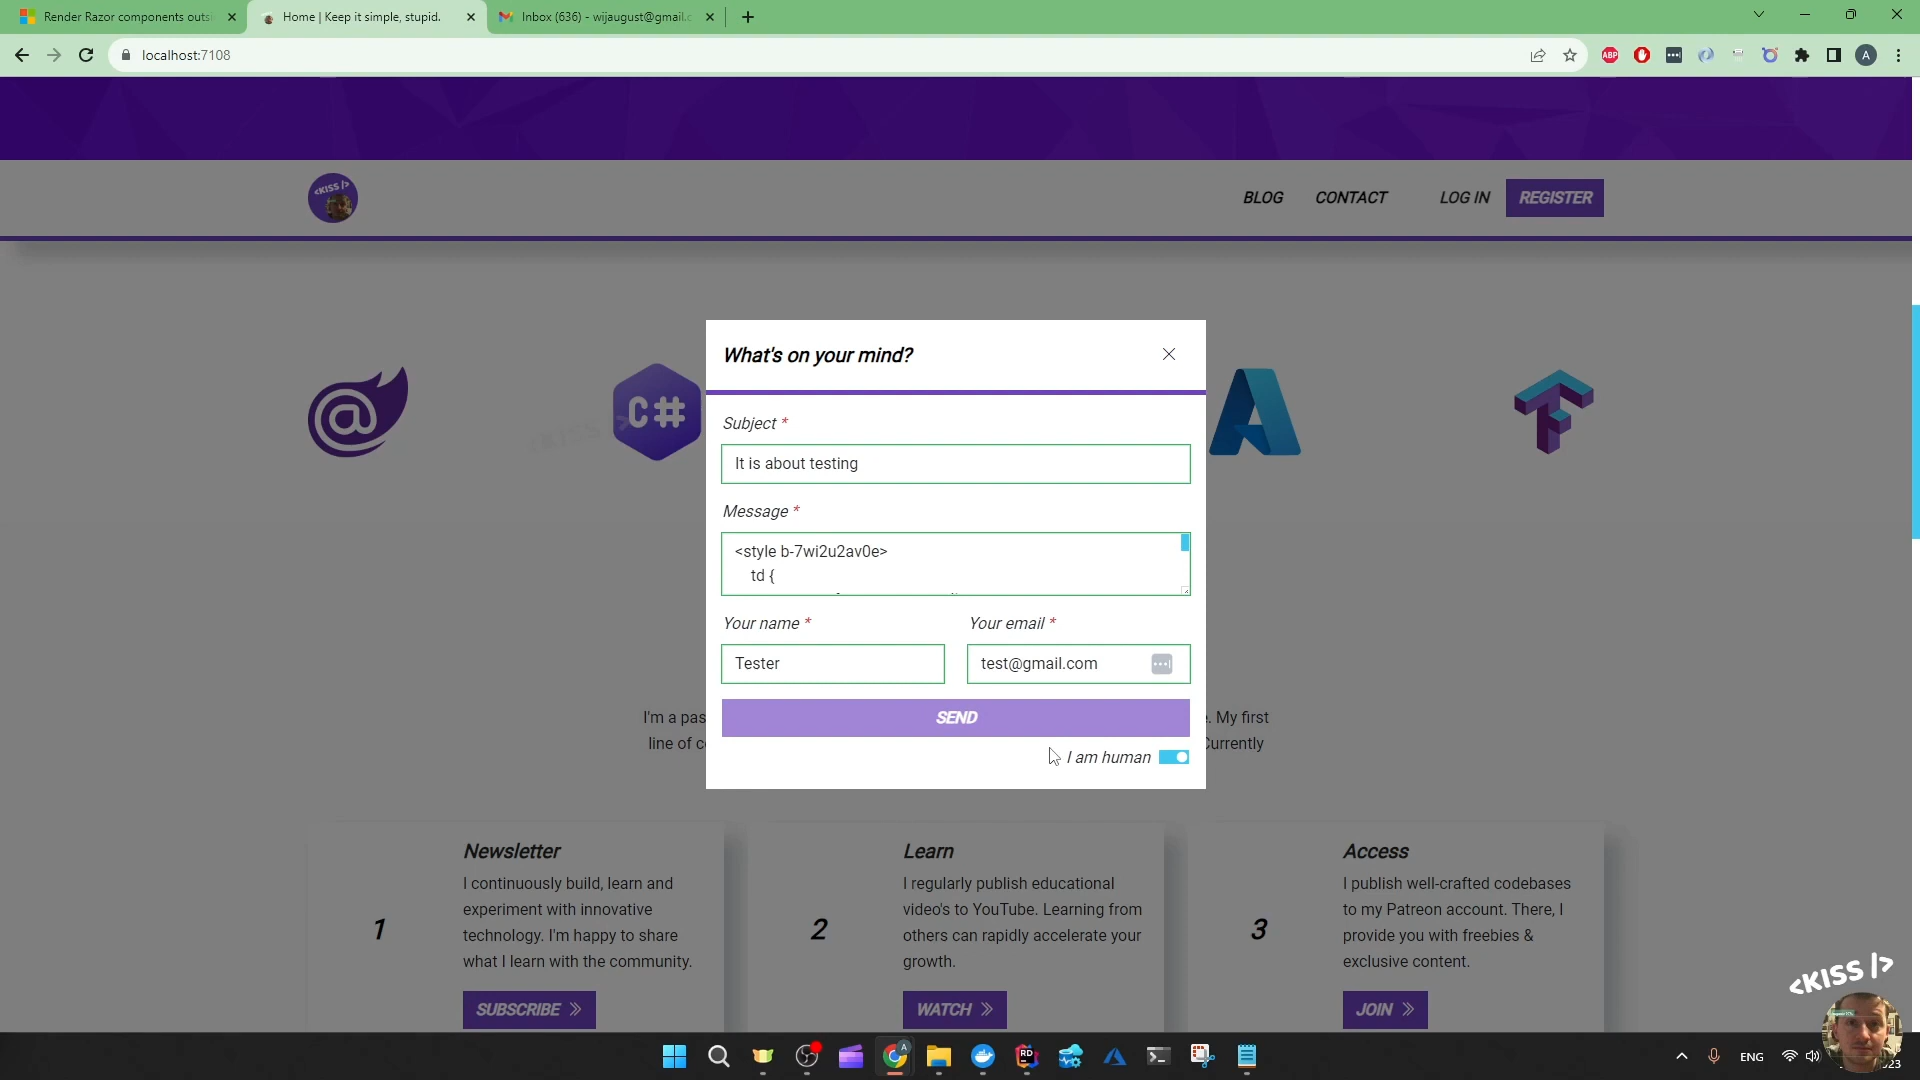 Render Razor components outsi
Home | Keep it simple, stupid.
Inbox (636) - wijaugust@gmail.c
localhost:7108
ABP
A
<KISS />
BLOG
CONTACT
LOG IN
REGISTER
C#
What's on your mind?
Subject *
It is about testing
Message *
<style b-7wi2u2av0e>
td {
Your name *
Your email *
Tester
test@gmail.com
SEND
I am human
I'm a pas
. My first
line of c
Currently
1
Newsletter
I continuously build, learn and
experiment with innovative
technology. I'm happy to share
what I learn with the community.
SUBSCRIBE
2
Learn
I regularly publish educational
video's to YouTube. Learning from
others can rapidly accelerate your
growth.
WATCH
3
Access
I publish well-crafted codebases
to my Patreon account. There, I
provide you with freebies &
exclusive content.
JOIN
<KISS />
A
RD
ENG